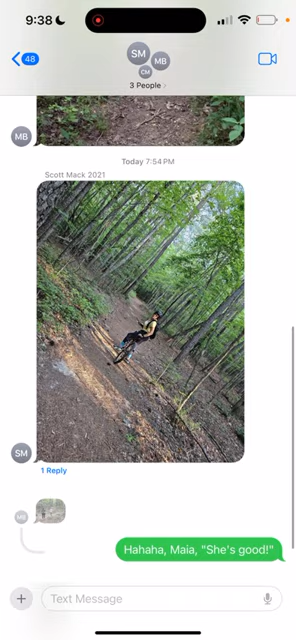 9:38
48
SM
MB
CM
3 People
MB
Today 7:54 PM
Scott Mack 2021
SM
1 Reply
MB
Hahaha, Maia, "She's good!"
Text Message